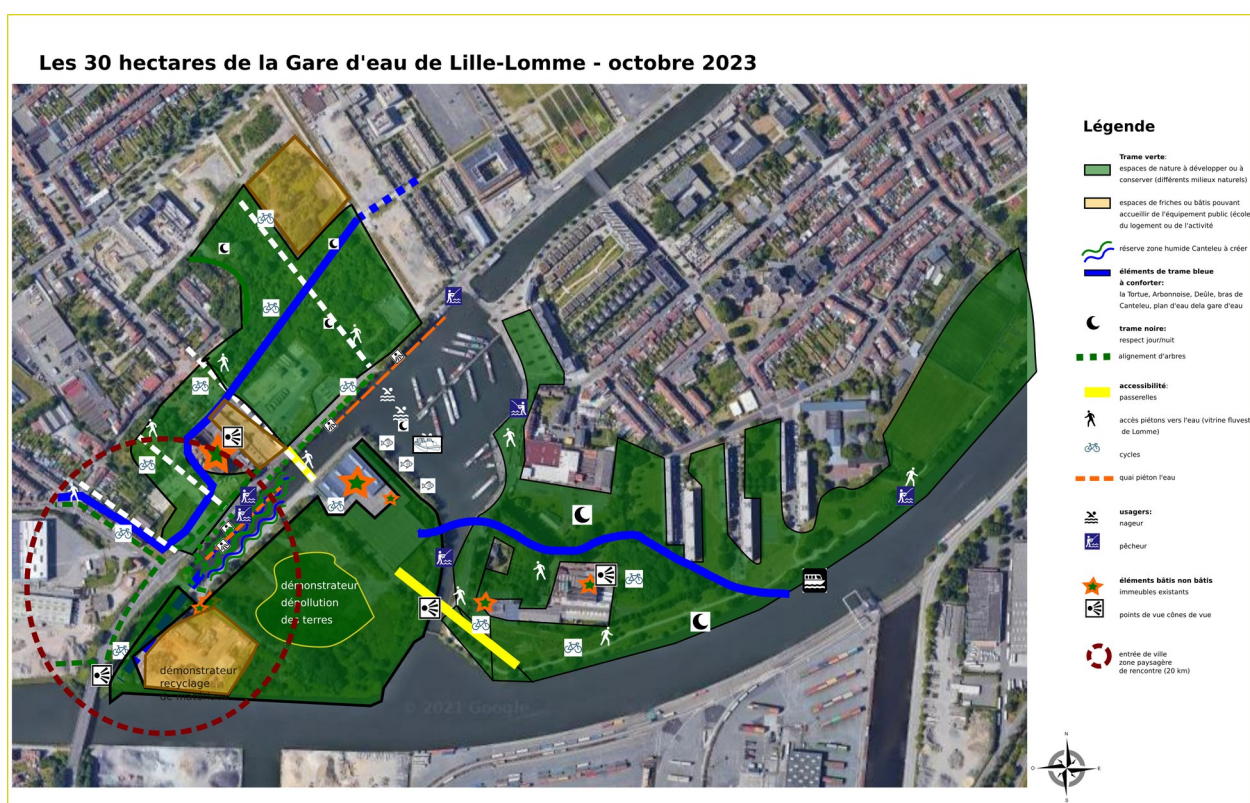 Les 30 hectares de la Gare d'eau de Lille-Lomme - octobre 2023
démonstrateur
dépollution
des terres
démonstrateur
recyclage
© 2021 Google
Légende
Trame verte:
espaces de nature à développer ou à
conserver (différents milieux naturels)
espaces de friches ou bâtis pouvant
accueillir de l'équipement public (école
du logement ou de l'activité
réserve zone humide Canteleu à créer
éléments de trame bleue
à conforter:
la Tortue, Arbonnoise, Deûle, bras de
Canteleu, plan d'eau dela gare d'eau
trame noire:
respect jour/nuit
alignement d'arbres
accessibilité:
passerelles
accès piétons vers l'eau (vitrine fluvest
de Lomme)
cycles
quai piéton l'eau
usagers:
nageur
pêcheur
éléments bâtis non bâtis
immeubles existants
points de vue cônes de vue
entrée de ville
zone paysagère
de rencontre (20 km)
N
O
E
S